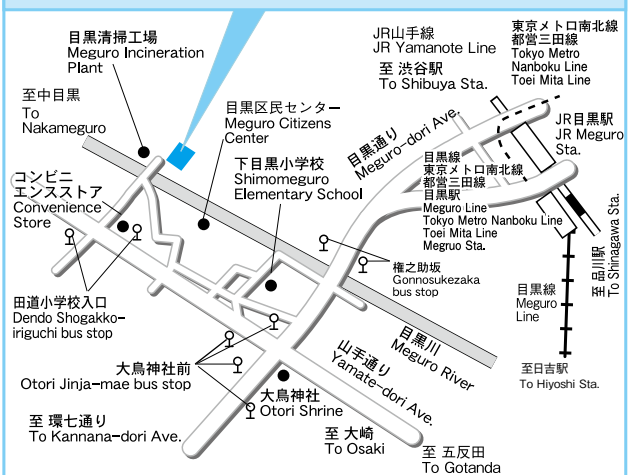 目黒清掃工場
Meguro Incineration
Plant
JR山手線
JR Yamanote Line
至 渋谷駅
To Shibuya Sta.
東京メトロ南北線
都営三田線
Tokyo Metro
Nanboku Line
Toei Mita Line
至中目黒
To
Nakameguro
目黒区民センター
Meguro Citizens
Center
目黒通り
Meguro-dori Ave.
JR目黒駅
JR Meguro
Sta.
コンビニ
エンスストア
Convenience
Store
下目黒小学校
Shimomeguro
Elementary School
目黒線
東京メトロ南北線
都営三田線
目黒駅
Meguro Line
Tokyo Metro Nanboku Line
Toei Mita Line
Megruo Sta.
至品川駅
To Shinagawa Sta.
権之助坂
Gonnosukezaka
bus stop
目黒線
Meguro
Line
田道小学校入口
Dendo Shogakko-
iriguchi bus stop
目黒川
Meguro River
山手通り
Yamate-dori Ave.
大鳥神社前
Otori Jinja-mae bus stop
至日吉駅
To Hiyoshi Sta.
大鳥神社
Otori Shrine
至 環七通り
To Kannana-dori Ave.
至 大崎
To Osaki
至 五反田
To Gotanda